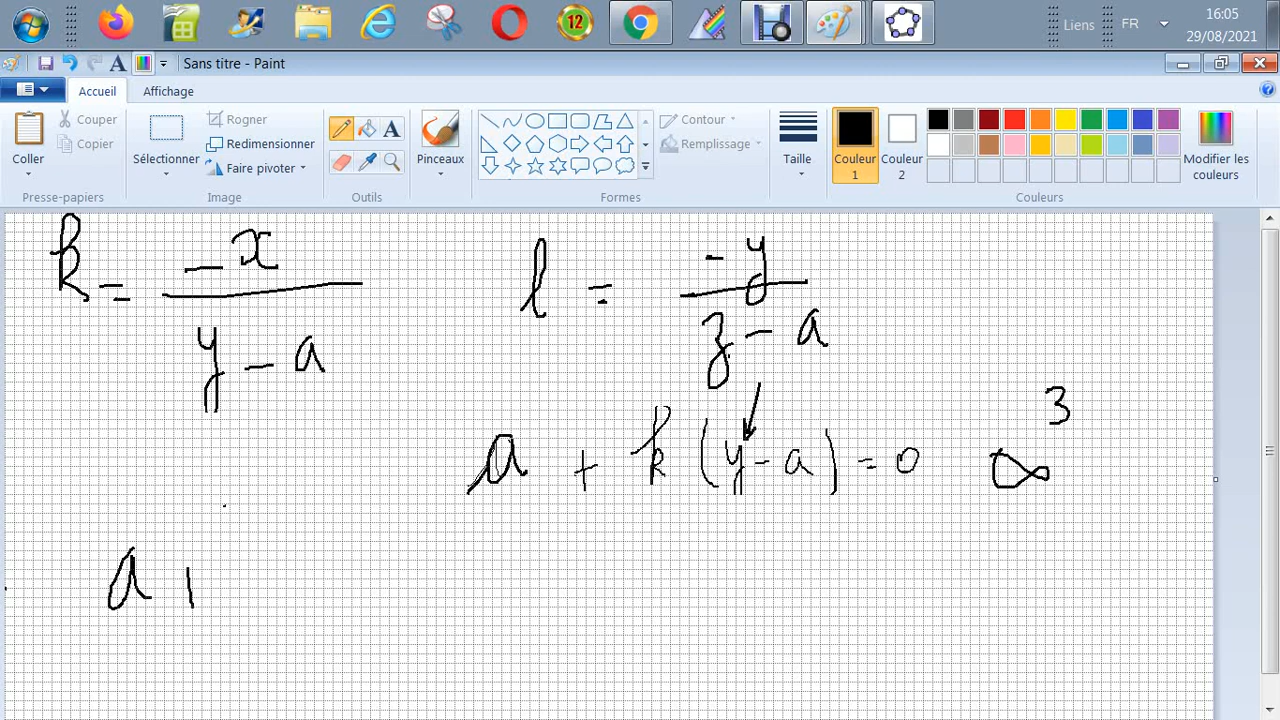 12
Liens
FR
16:05
29/08/2021
Sans titre - Paint
Accueil
Affichage
Coller
Couper
Copier
Presse-papiers
Sélectionner
Rogner
Redimensionner
Faire pivoter
Image
A
Outils
Pinceaux
Contour
Remplissage
Formes
Taille
Couleur 1
Couleur 2
Modifier les couleurs
Couleurs
k = -x / (y - a)
l = -y / (z - a)
a + k (y - a) = 0
∞³
a